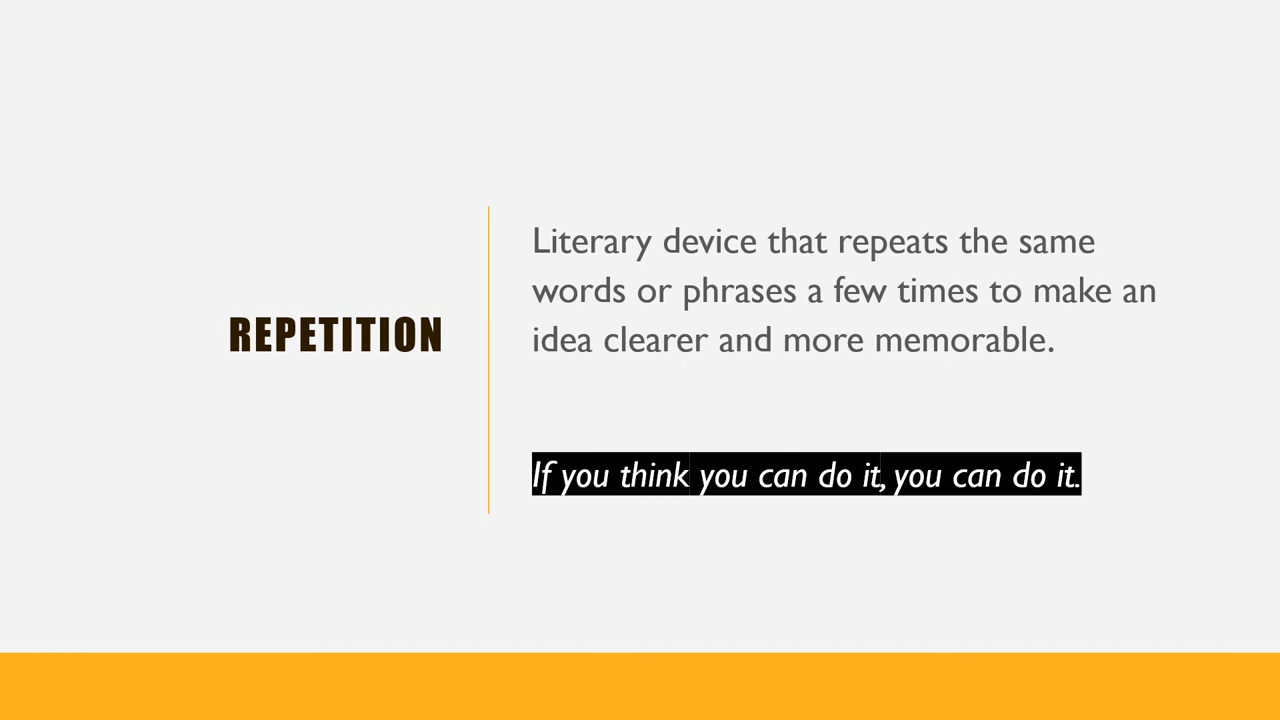 REPETITION
Literary device that repeats the same
words or phrases a few times to make an
idea clearer and more memorable.
If you think you can do it, you can do it.